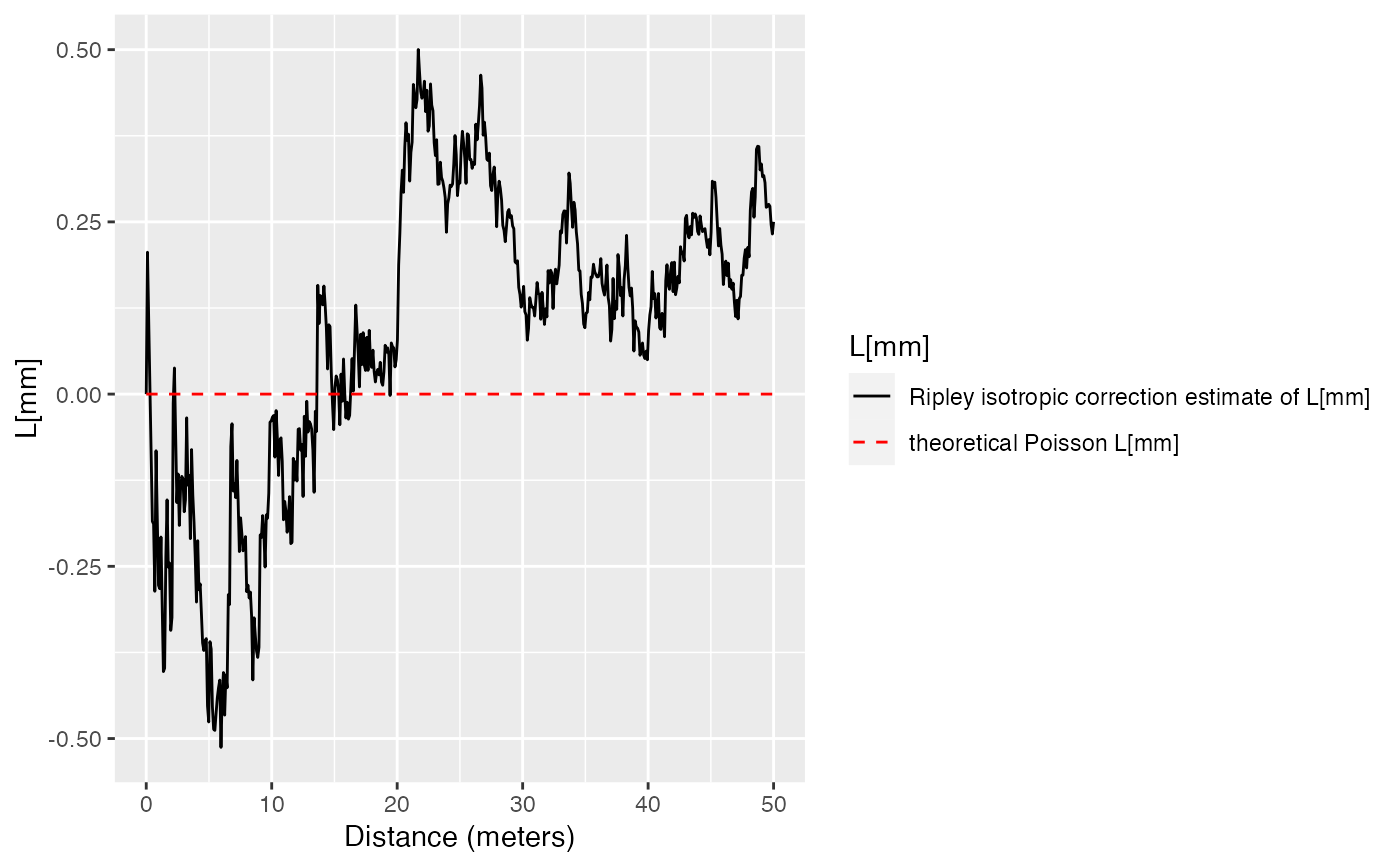 0.50
0.25
0.00
-0.25
-0.50
L[mm]
0
10
20
30
40
50
Distance (meters)
L[mm]
Ripley isotropic correction estimate of L[mm]
theoretical Poisson L[mm]